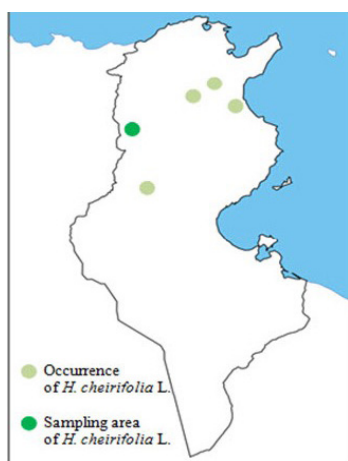 Occurrence
of H. cheirifolia L.
Sampling area
of H. cheirifolia L.